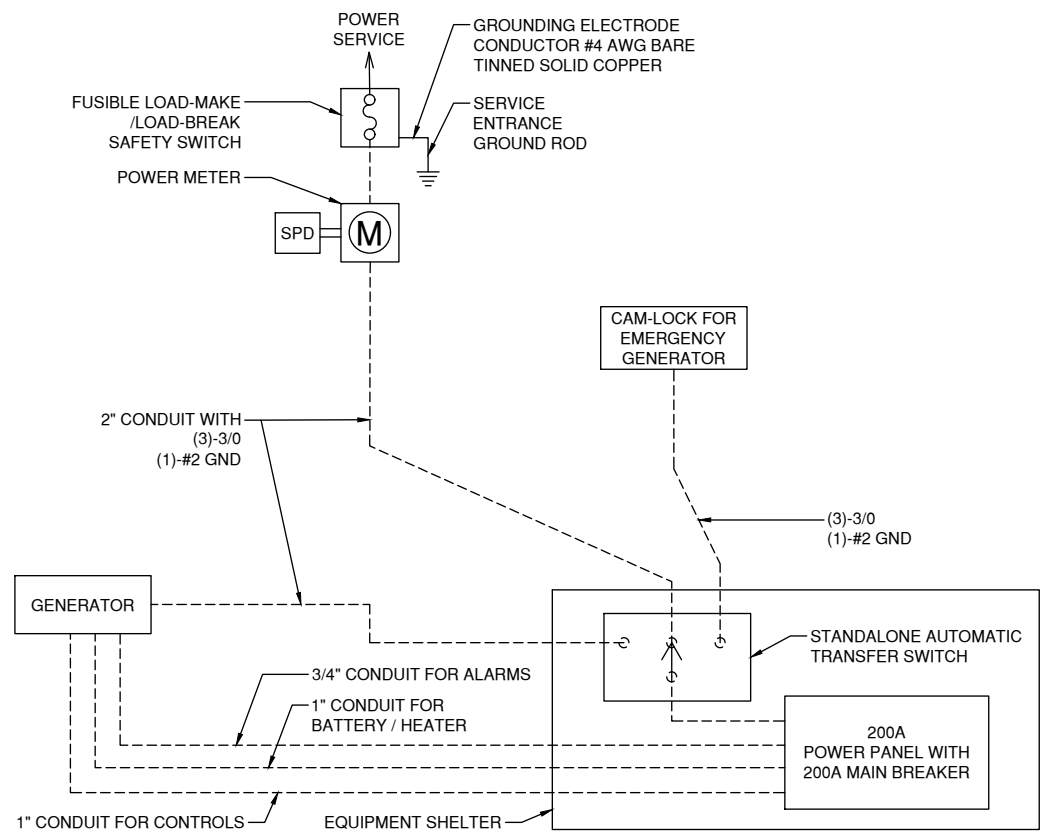 POWER
SERVICE
GROUNDING ELECTRODE
CONDUCTOR #4 AWG BARE
TINNED SOLID COPPER
FUSIBLE LOAD-MAKE
/LOAD-BREAK
SAFETY SWITCH
SERVICE
ENTRANCE
GROUND ROD
POWER METER
SPD
M
CAM-LOCK FOR
EMERGENCY
GENERATOR
2" CONDUIT WITH
(3)-3/0
(1)-#2 GND
(3)-3/0
(1)-#2 GND
GENERATOR
STANDALONE AUTOMATIC
TRANSFER SWITCH
3/4" CONDUIT FOR ALARMS
1" CONDUIT FOR
BATTERY / HEATER
200A
POWER PANEL WITH
200A MAIN BREAKER
1" CONDUIT FOR CONTROLS
EQUIPMENT SHELTER